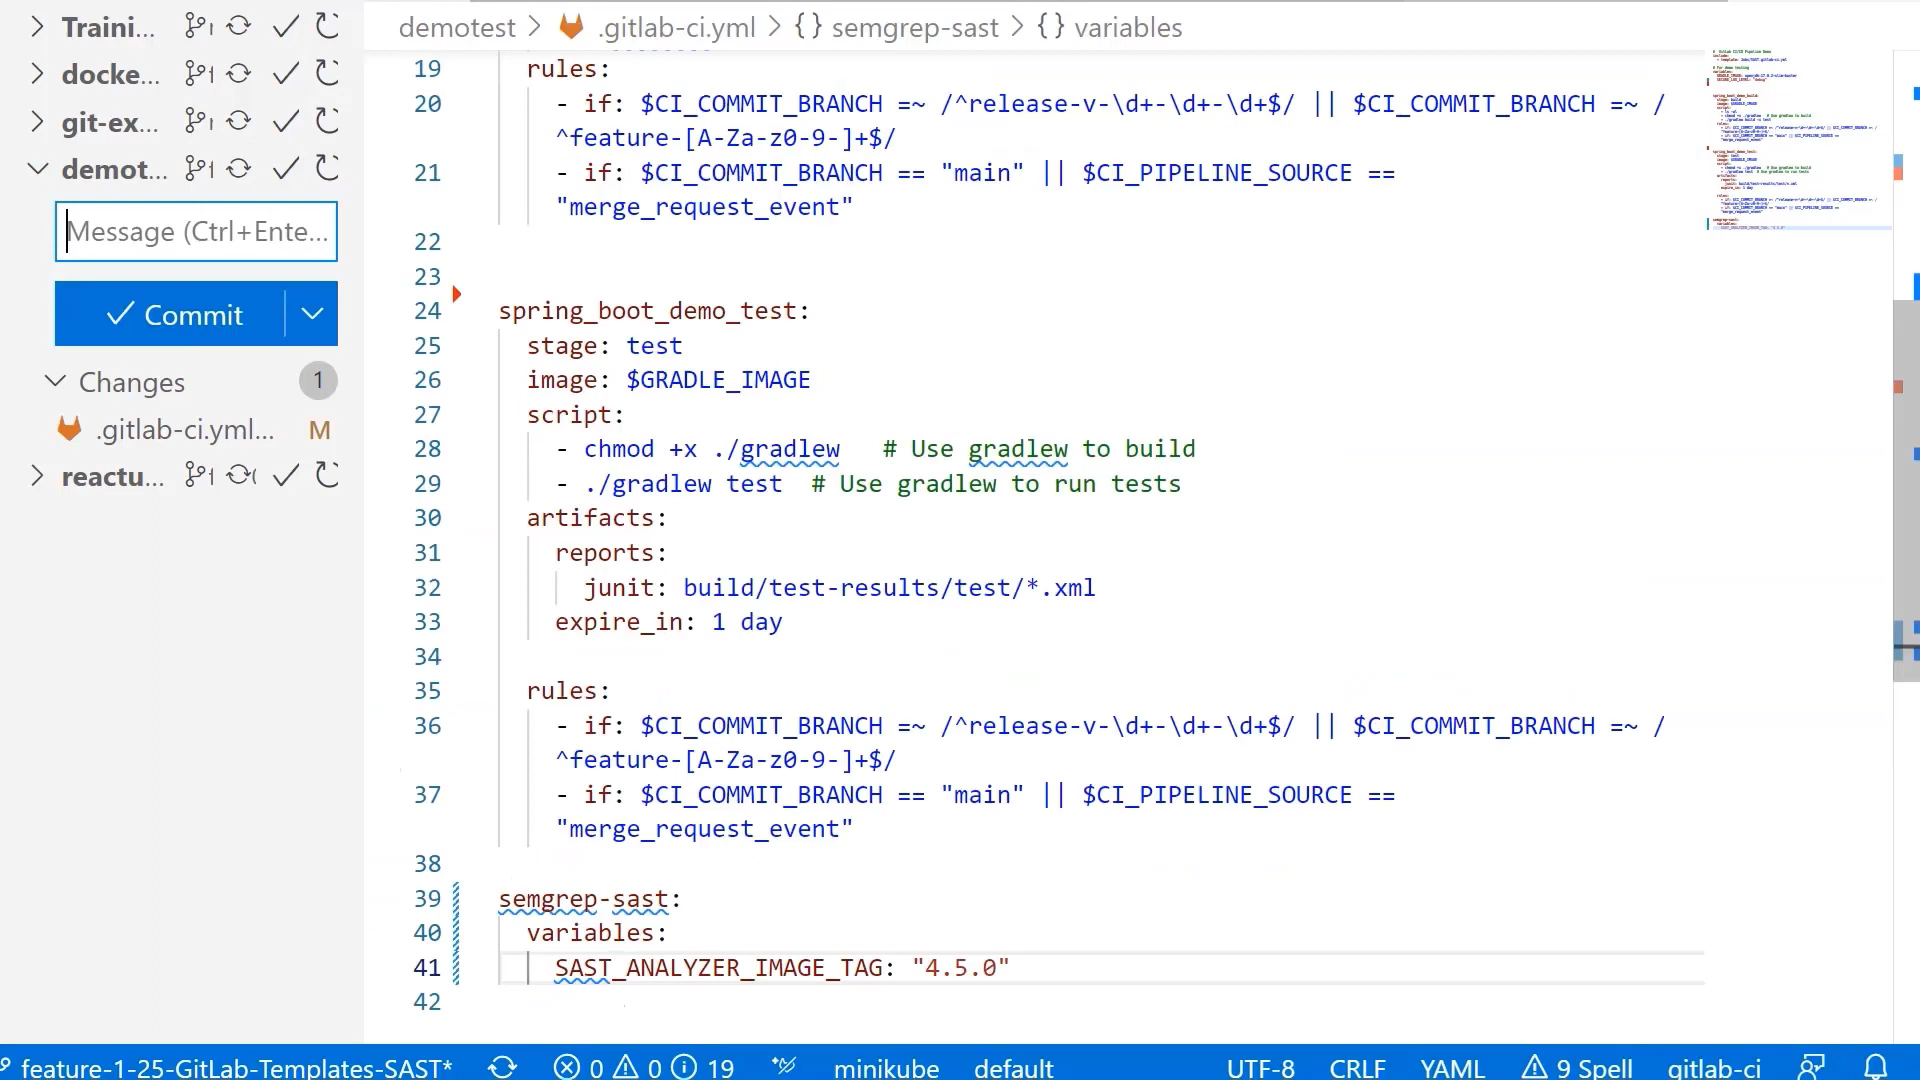 Traini...
docke...
git-ex...
demot...
Message (Ctrl+Ente...
Commit
Changes
1
.gitlab-ci.yml...
M
reactu...
demotest > .gitlab-ci.yml > {} semgrep-sast > {} variables
19 rules:
20 - if: $CI_COMMIT_BRANCH =~ /^release-v-\d+-\d+-\d+$/ || $CI_COMMIT_BRANCH =~ /
^feature-[A-Za-z0-9-]+$/
21 - if: $CI_COMMIT_BRANCH == "main" || $CI_PIPELINE_SOURCE ==
"merge_request_event"
22
23
24 spring_boot_demo_test:
25 stage: test
26 image: $GRADLE_IMAGE
27 script:
28 - chmod +x ./gradlew # Use gradlew to build
29 - ./gradlew test # Use gradlew to run tests
30 artifacts:
31 reports:
32 junit: build/test-results/test/*.xml
33 expire_in: 1 day
34
35 rules:
36 - if: $CI_COMMIT_BRANCH =~ /^release-v-\d+-\d+-\d+$/ || $CI_COMMIT_BRANCH =~ /
^feature-[A-Za-z0-9-]+$/
37 - if: $CI_COMMIT_BRANCH == "main" || $CI_PIPELINE_SOURCE ==
"merge_request_event"
38
39 semgrep-sast:
40 variables:
41 SAST_ANALYZER_IMAGE_TAG: "4.5.0"
42
feature-1-25-GitLab-Templates-SAST* 0 0 19 minikube default UTF-8 CRLF YAML 9 Spell gitlab-ci